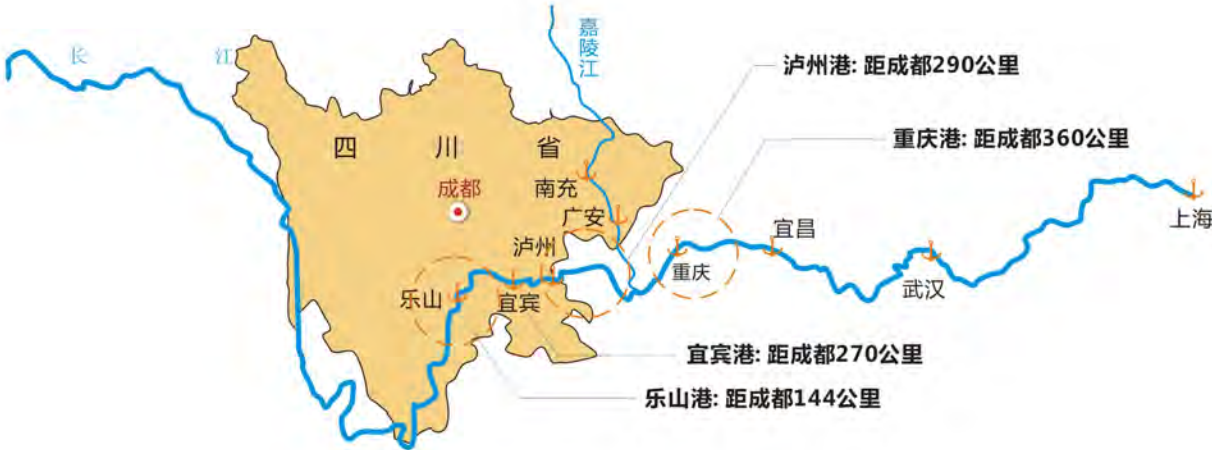 长江
嘉陵江
泸州港: 距成都290公里
重庆港: 距成都360公里
四川省
成都
南充
广安
上海
泸州
宜昌
重庆
武汉
乐山
宜宾
宜宾港: 距成都270公里
乐山港: 距成都144公里